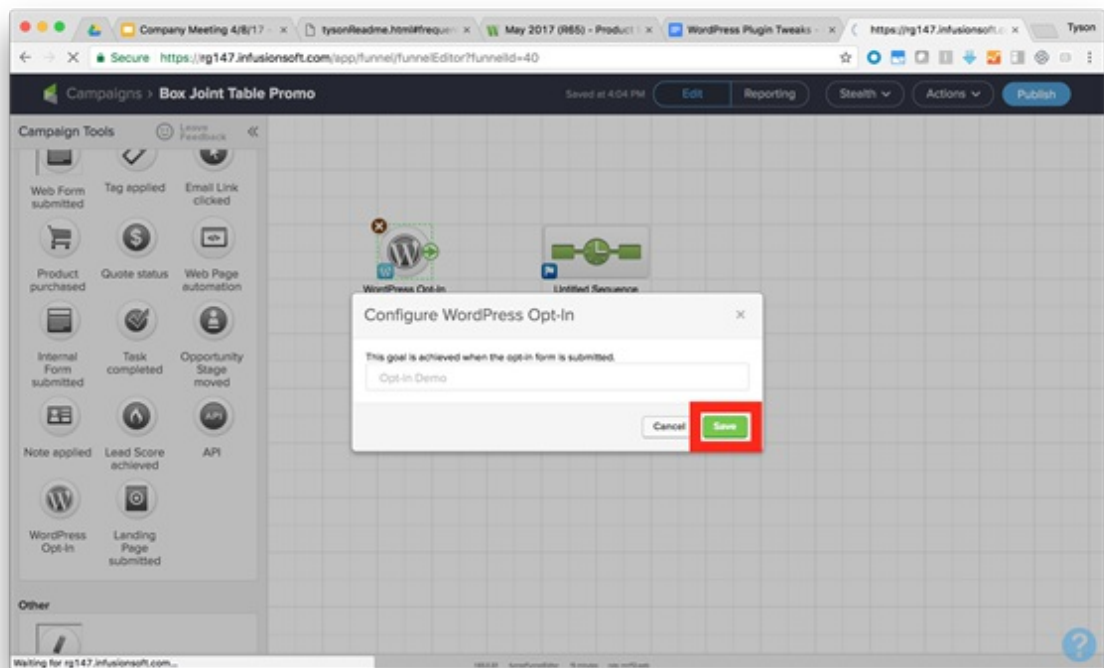 Company Meeting 4/8/17 -
tysonReadme.html#frequen
May 2017 (R65) - Product
WordPress Plugin Tweaks -
https://rg147.infusionsoft.c
Tyson
Secure https://rg147.infusionsoft.com/app/funnel/funnelEditor?funnelId=40
Campaigns > Box Joint Table Promo
Saved at 4:04 PM
Edit
Reporting
Stealth
Actions
Publish
Campaign Tools
Leave
Feedback
Web Form
submitted
Tag applied
Email Link
clicked
Product
purchased
Quote status
Web Page
automation
Internal
Form
submitted
Task
completed
Opportunity
Stage
moved
API
Note applied
Lead Score
achieved
API
WordPress
Opt-In
Landing
Page
submitted
Other
WordPress Opt-In
Untitled Sequence
Configure WordPress Opt-In
This goal is achieved when the opt-in form is submitted.
Opt-in Demo
Cancel
Save
Waiting for rg147.infusionsoft.com...